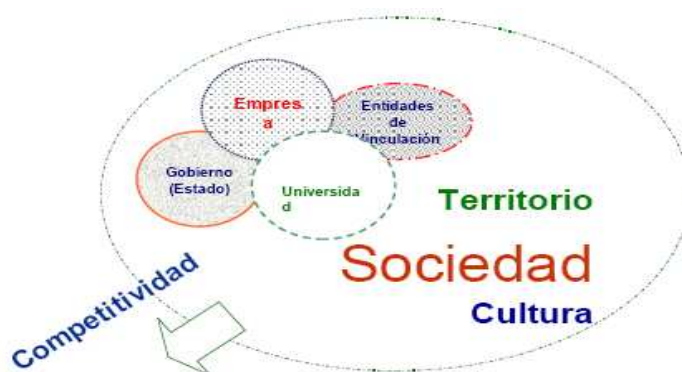 Empres
a
Entidades
de
Vinculación
Gobierno
(Estado)
Universida
d
Territorio
Sociedad
Cultura
Competitividad